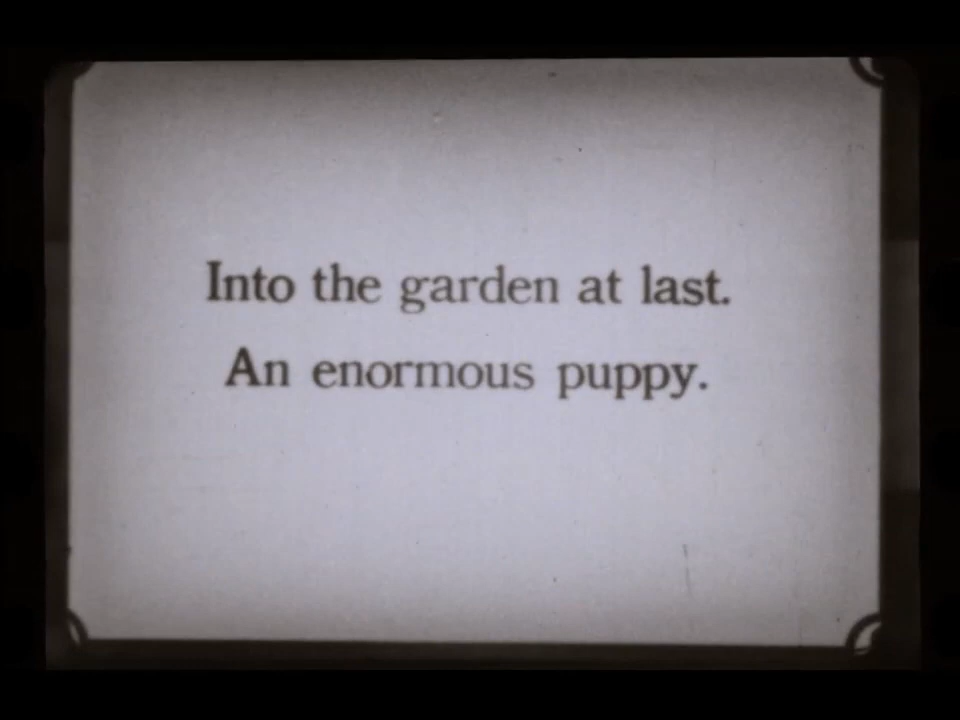 Into the garden at last.
An enormous puppy.